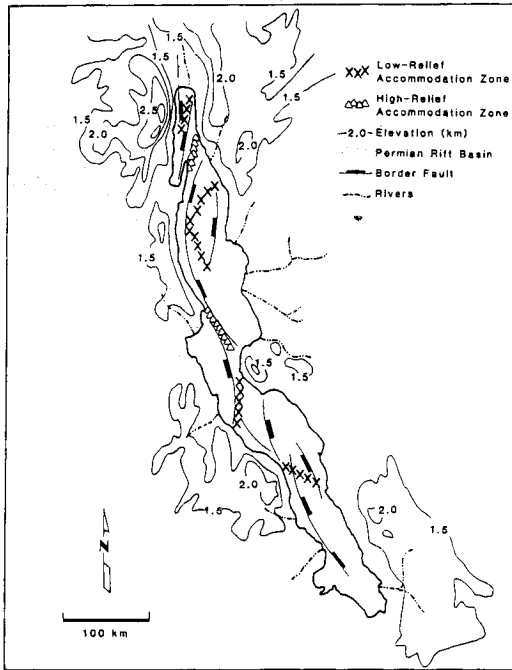 Low-Relief
Accommodation Zone
High-Relief
Accommodation Zone
-2.0- Elevation (km)
Permian Rift Basin
Border Fault
Rivers
1.5
1.5
2.0
1.5
1.5
2.5
1.5
2.0
2.0
1.5
1.5
1.5
2.0
1.5
2.0
1.5
N
100 km